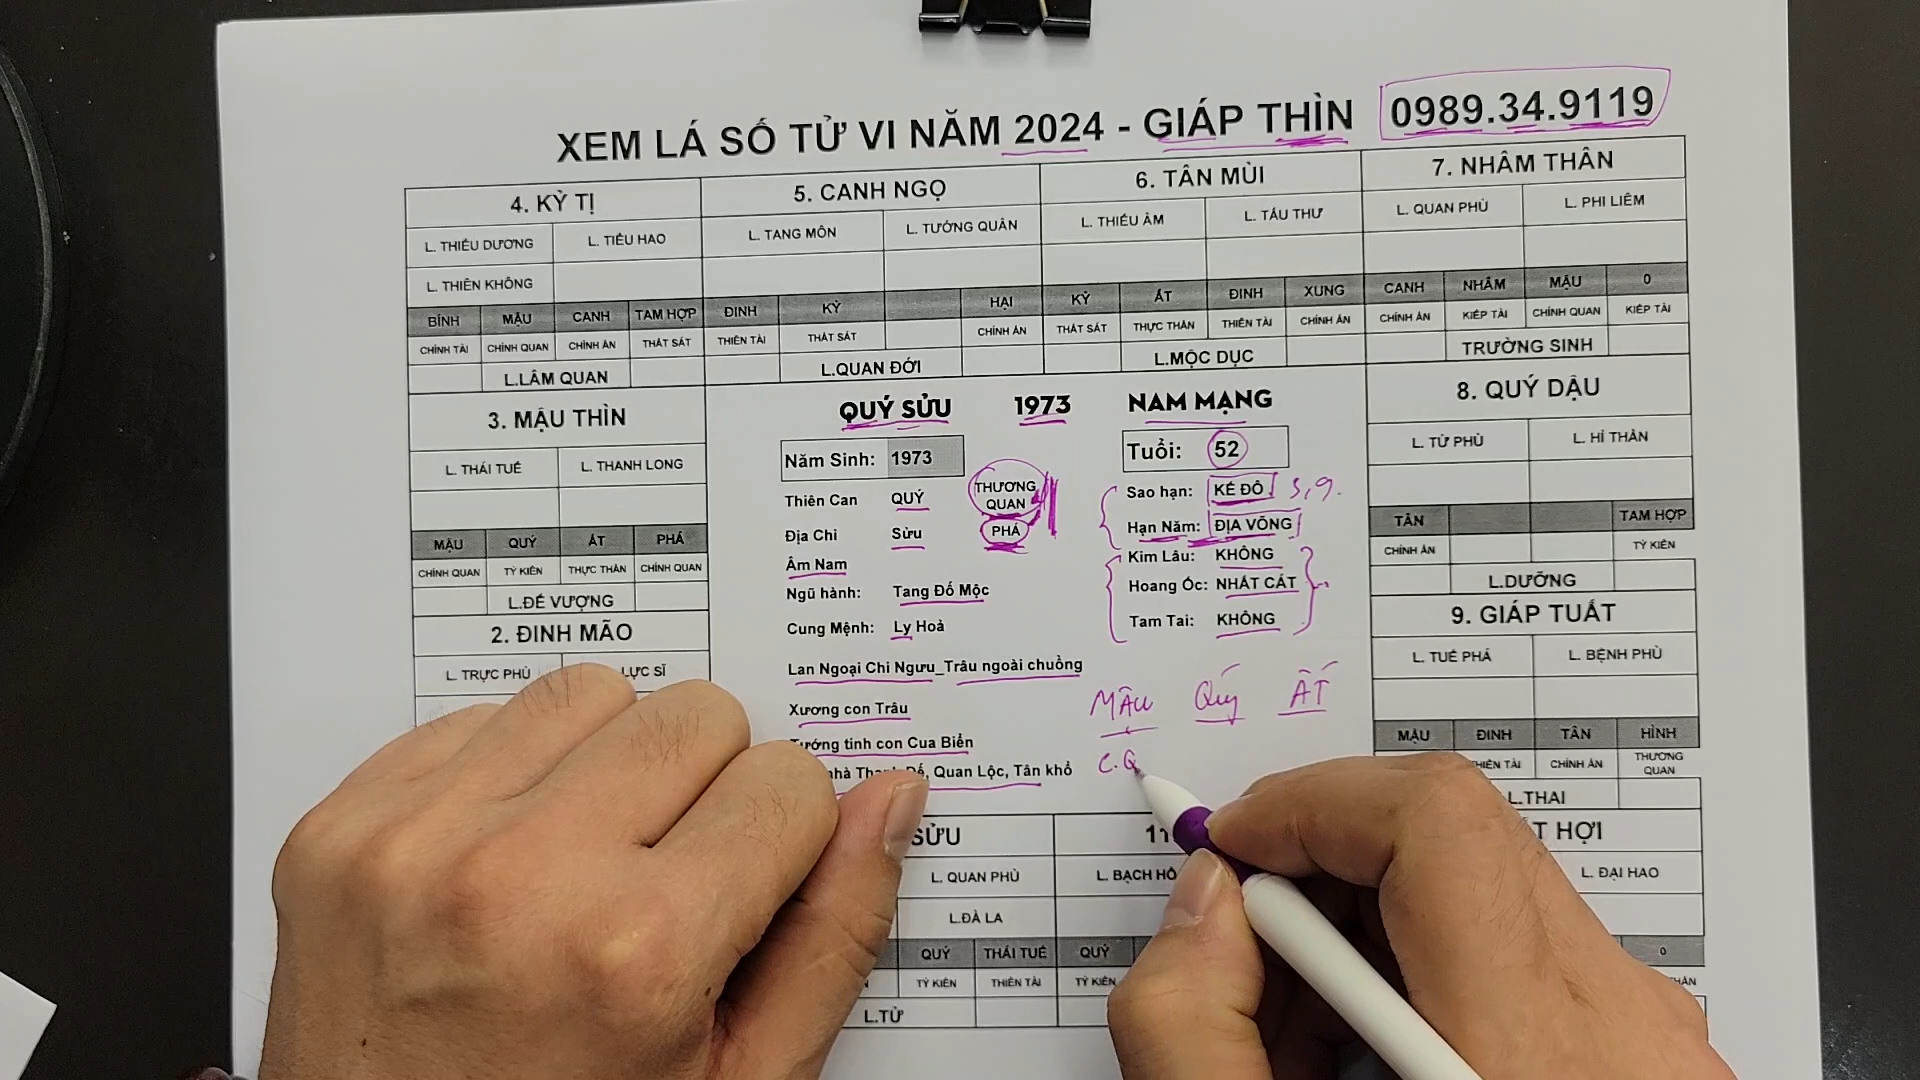 XEM LÁ SỐ TỬ VI NĂM 2024 - GIÁP THÌN 0989.34.9119
4. KỶ TỊ
L. THIẾU DƯƠNG L. TIỂU HAO
L. THIÊN KHÔNG
BÍNH MẬU CANH TAM HỢP
CHÍNH TÀI CHÍNH QUAN CHÍNH ẤN THẤT SÁT
L.LÂM QUAN
5. CANH NGỌ
L. TANG MÔN L. TƯỚNG QUÂN
ĐINH KỶ HẠI
THIÊN TÀI THẤT SÁT CHÍNH ẤN
L.QUAN ĐỚI
6. TÂN MÙI
L. THIẾU ÂM L. TẤU THƯ
KỶ ẤT ĐINH XUNG
THẤT SÁT THỰC THẦN THIÊN TÀI CHÍNH ẤN
L.MỘC DỤC
7. NHÂM THÂN
L. QUAN PHÙ L. PHI LIÊM
CANH NHÂM MẬU 0
CHÍNH ẤN KIẾP TÀI CHÍNH QUAN KIẾP TÀI
TRƯỜNG SINH
3. MẬU THÌN
L. THÁI TUẾ L. THANH LONG
MẬU QUÝ ẤT PHÁ
CHÍNH QUAN TỶ KIÊN THỰC THẦN CHÍNH QUAN
L.ĐẾ VƯỢNG
2. ĐINH MÃO
L. TRỰC PHÙ LỰC SĨ
QUÝ SỬU 1973 NAM MẠNG
Năm Sinh: 1973
Thiên Can QUÝ THƯƠNG QUAN
Địa Chi Sửu PHÁ
Âm Nam
Ngũ hành: Tang Đố Mộc
Cung Mệnh: Ly Hoả
Lan Ngoại Chi Ngưu_Trâu ngoài chuồng
Xương con Trâu
Tướng tinh con Cua Biển
nhà Thanh Đế, Quan Lộc, Tân khổ
Tuổi: 52
Sao hạn: KẾ ĐÔ 3,9.
Hạn Năm: ĐỊA VÕNG
Kim Lâu: KHÔNG
Hoang Ốc: NHẤT CÁT
Tam Tai: KHÔNG
MẬU Quý ẤT
C.Q
8. QUÝ DẬU
L. TỬ PHÙ L. HỈ THẦN
TÂN TAM HỢP
CHÍNH ẤN TỶ KIÊN
L.DƯỠNG
9. GIÁP TUẤT
L. TUẾ PHÁ L. BỆNH PHÙ
MẬU ĐINH TÂN HÌNH
THIÊN TÀI CHÍNH ẤN THƯƠNG QUAN
L.THAI
SỬU
L. QUAN PHÙ
L.ĐÀ LA
QUÝ THÁI TUẾ
TỶ KIÊN THIÊN TÀI
L.TỬ
11
L. BẠCH HỔ
QUÝ
TỶ KIÊN
HỢI
L. ĐẠI HAO
0